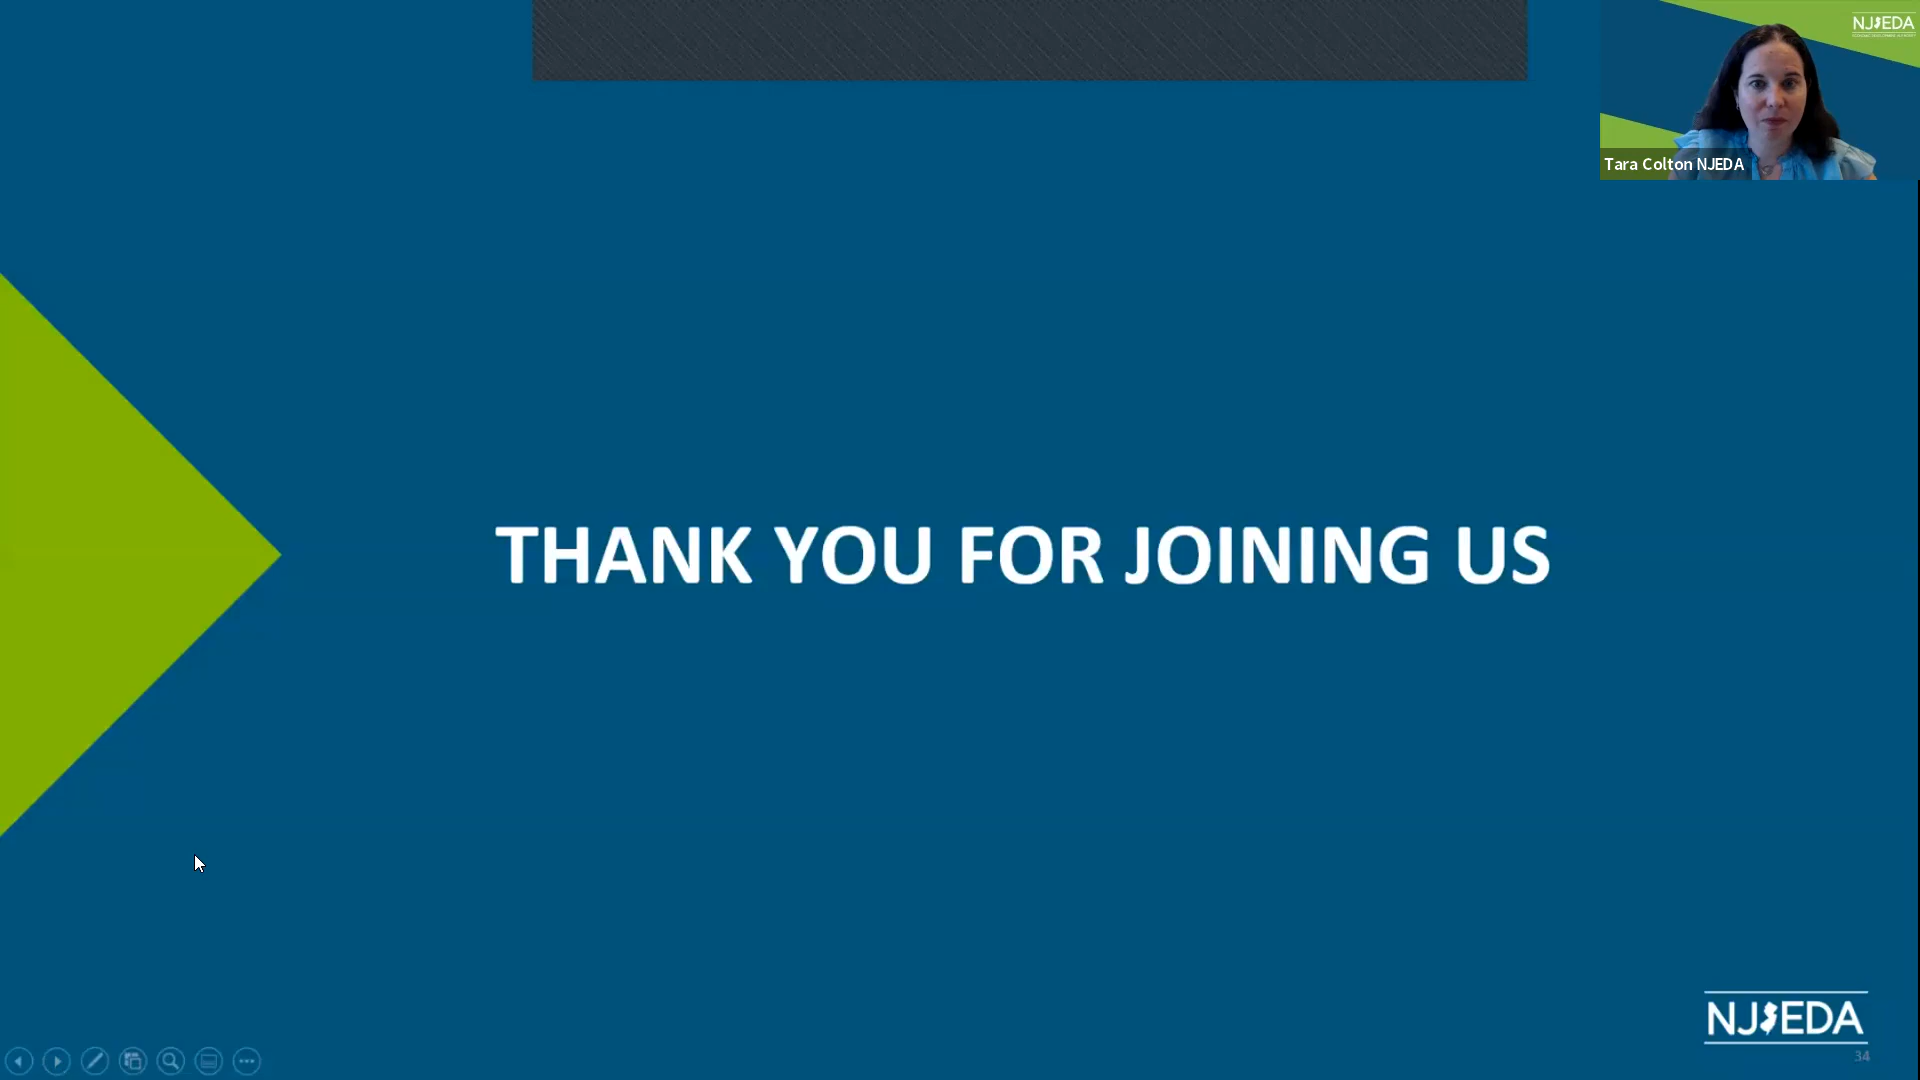 NJEDA
Tara Colton NJEDA
THANK YOU FOR JOINING US
NJEDA
34